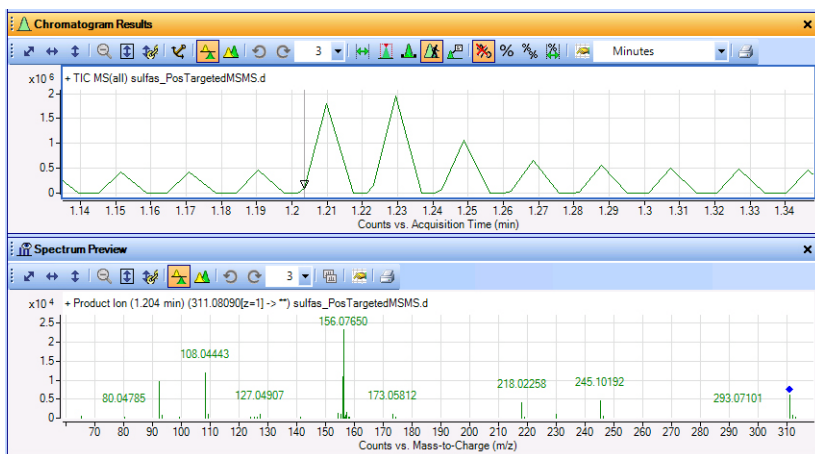 Chromatogram Results
3 % % Minutes
x10 6 + TIC MS(all) sulfas_PosTargetedMSMS.d
2
1.5
1
0.5
0
1.14 1.15 1.16 1.17 1.18 1.19 1.2 1.21 1.22 1.23 1.24 1.25 1.26 1.27 1.28 1.29 1.3 1.31 1.32 1.33 1.34
Counts vs. Acquisition Time (min)
Spectrum Preview
3
x10 4 + Product Ion (1.204 min) (311.08090[z=1] -> **) sulfas_PosTargetedMSMS.d
2.5
156.07650
2
1.5
108.04443
1
0.5
80.04785 127.04907 173.05812 218.02258 245.10192 293.07101
0
70 80 90 100 110 120 130 140 150 160 170 180 190 200 210 220 230 240 250 260 270 280 290 300 310
Counts vs. Mass-to-Charge (m/z)